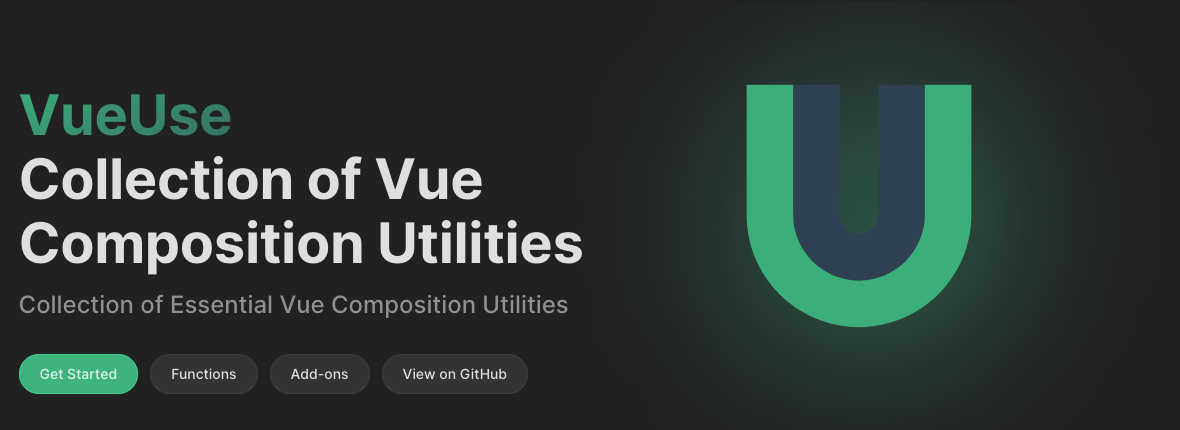 VueUse
Collection of Vue
Composition Utilities
Collection of Essential Vue Composition Utilities
Get Started
Functions
Add-ons
View on GitHub